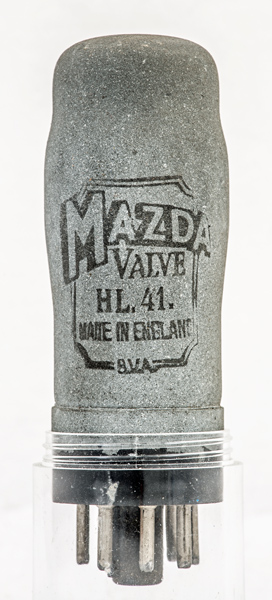 MAZDA
VALVE
HL.41.
MADE IN ENGLAND
B.V.A.